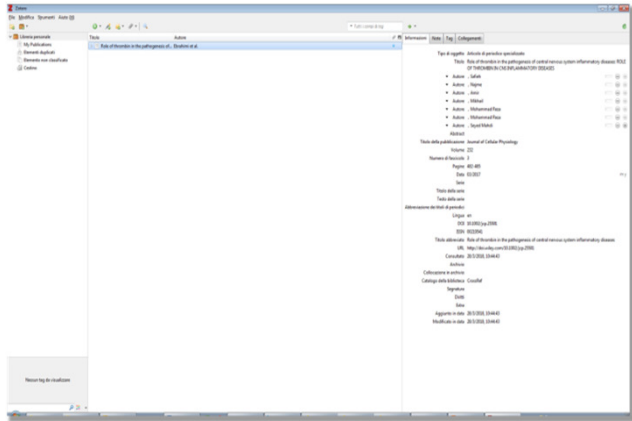 Zotero
File Modifica Strumenti Aiuto
Libreria personale
My Publications
Elementi duplicati
Elemento non classificato
Cestino
Titolo Autore
Role of thrombin in the pathogenesis of... Ebrahimi et al.
Informazioni Note Tag Collegamenti
Tipo di oggetto Articolo di periodico specializzato
Titolo Role of thrombin in the pathogenesis of central nervous system inflammatory diseases: ROLE
OF THROMBIN IN CNS INFLAMMATORY DISEASES
Autore , Safieh
Autore , Najme
Autore , Amir
Autore , Mikhail
Autore , Mohammad Reza
Autore , Mohammad Reza
Autore , Seyed Mehdi
Abstract
Titolo della pubblicazione Journal of Cellular Physiology
Volume 232
Numero di fascicolo 3
Pagine 482-485
Data 03/2017
Serie
Titolo della serie
Testo della serie
Abbreviazione dei titoli di periodici
Lingua en
DOI
ISSN
Titolo abbreviato Role of thrombin in the pathogenesis of central nervous system inflammatory diseases
URL
Consultato
Archivio
Collocazione in archivio
Catalogo della biblioteca CrossRef
Segnatura
Diritti
Extra
Aggiunto in data
Modificato in data
Nessun tag da visualizzare